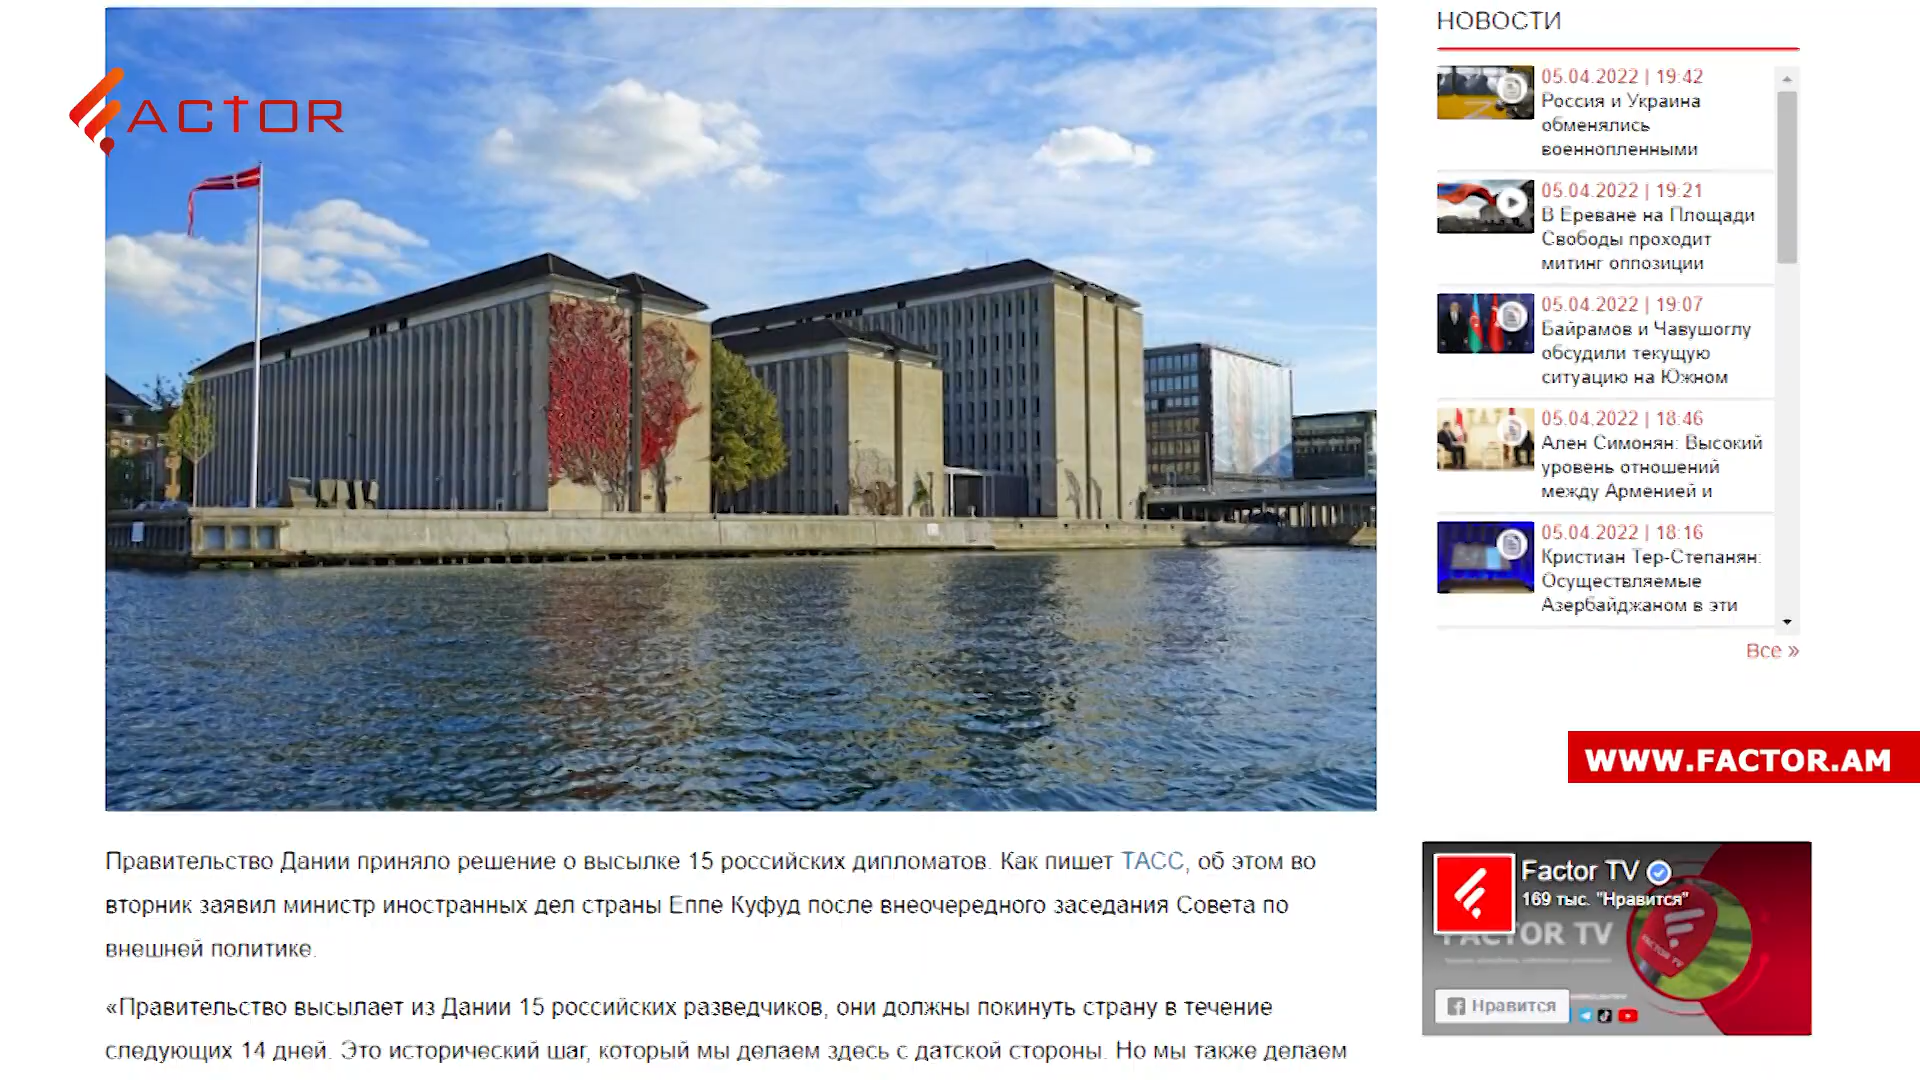 ACTOR
НОВОСТИ
05.04.2022 | 19:42
Россия и Украина
обменялись
военнопленными
05.04.2022 | 19:21
В Ереване на Площади
Свободы проходит
митинг оппозиции
05.04.2022 | 19:07
Байрамов и Чавушоглу
обсудили текущую
ситуацию на Южном
05.04.2022 | 18:46
Ален Симонян: Высокий
уровень отношений
между Арменией и
05.04.2022 | 18:16
Кристиан Тер-Степанян:
Осуществляемые
Азербайджаном в эти
Все »
WWW.FACTOR.AM
Factor TV
169 тыс. "Нравится"
FACTOR TV
Нравится
Правительство Дании приняло решение о высылке 15 российских дипломатов. Как пишет ТАСС, об этом во
вторник заявил министр иностранных дел страны Еппе Куфуд после внеочередного заседания Совета по
внешней политике.
«Правительство высылает из Дании 15 российских разведчиков, они должны покинуть страну в течение
следующих 14 дней. Это исторический шаг, который мы делаем здесь с датской стороны. Но мы также делаем